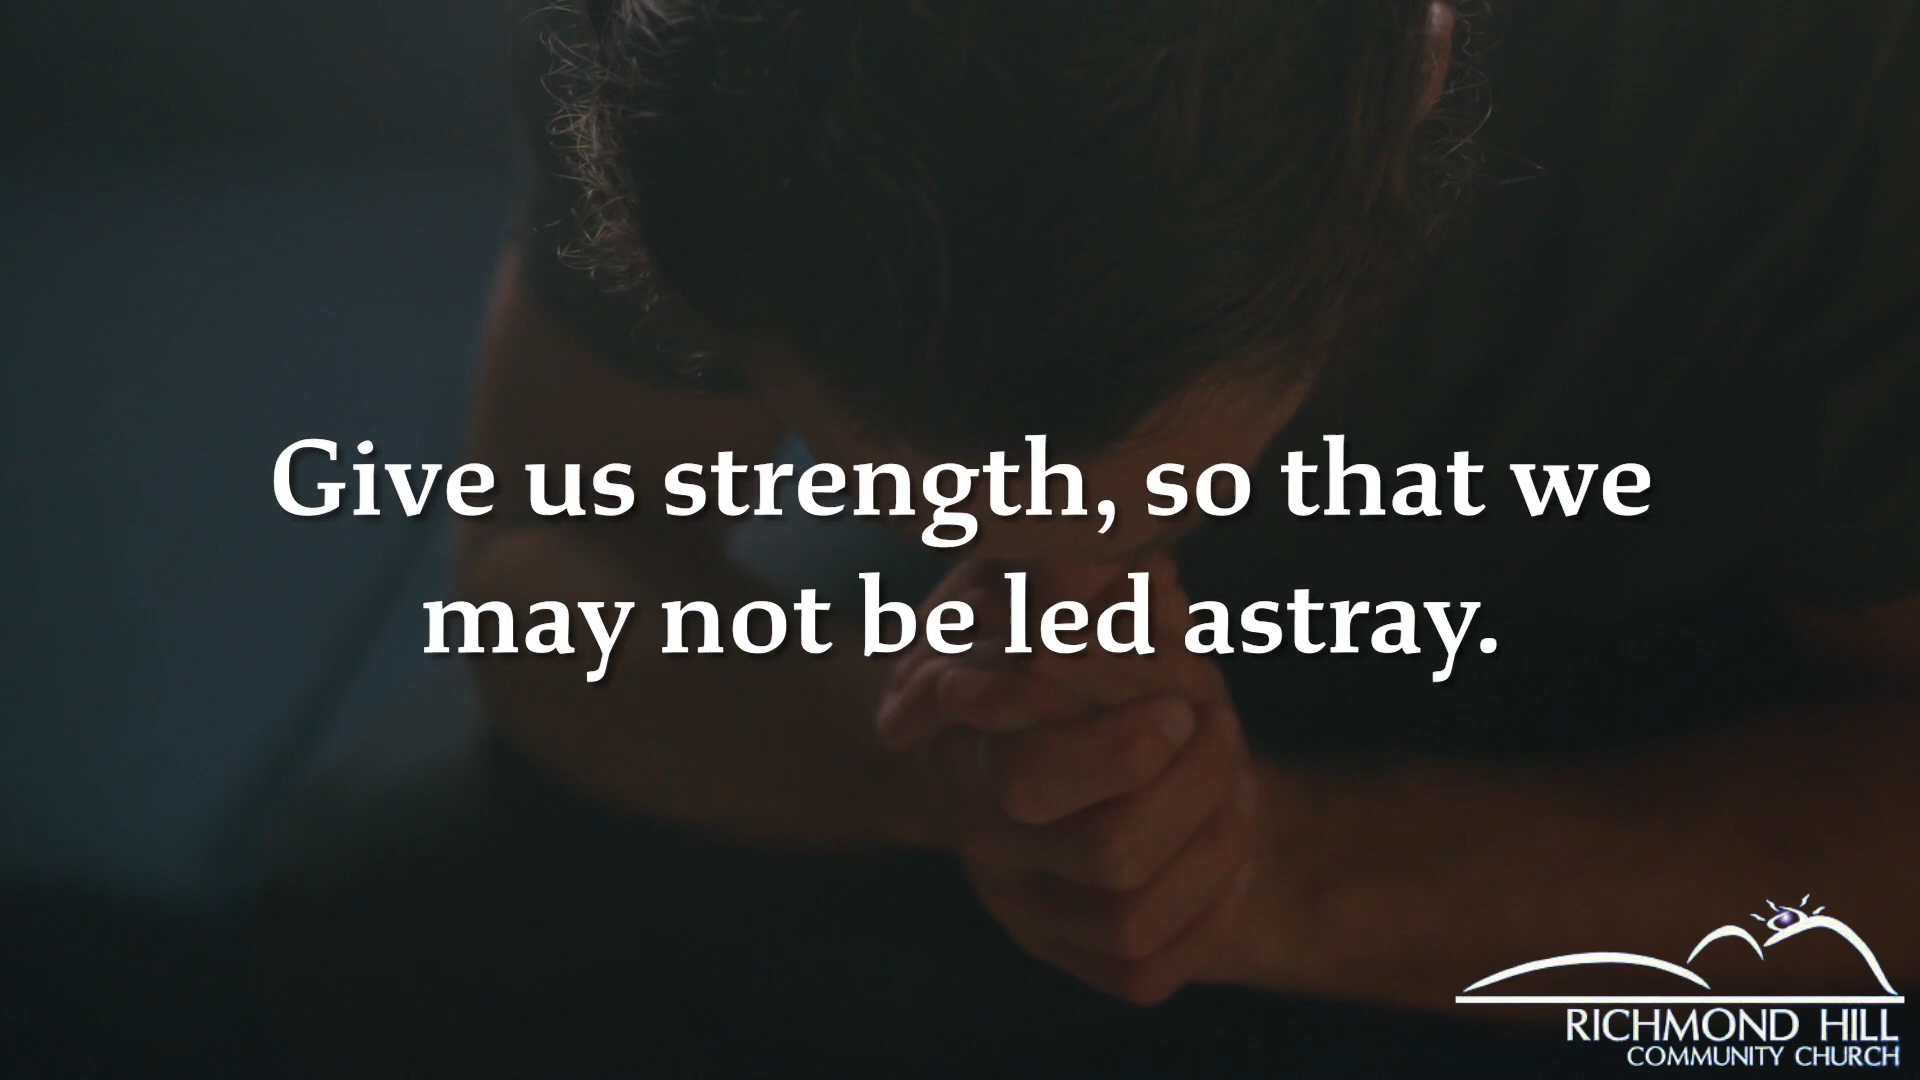 Give us strength, so that we
may not be led astray.
RICHMOND HILL
COMMUNITY CHURCH